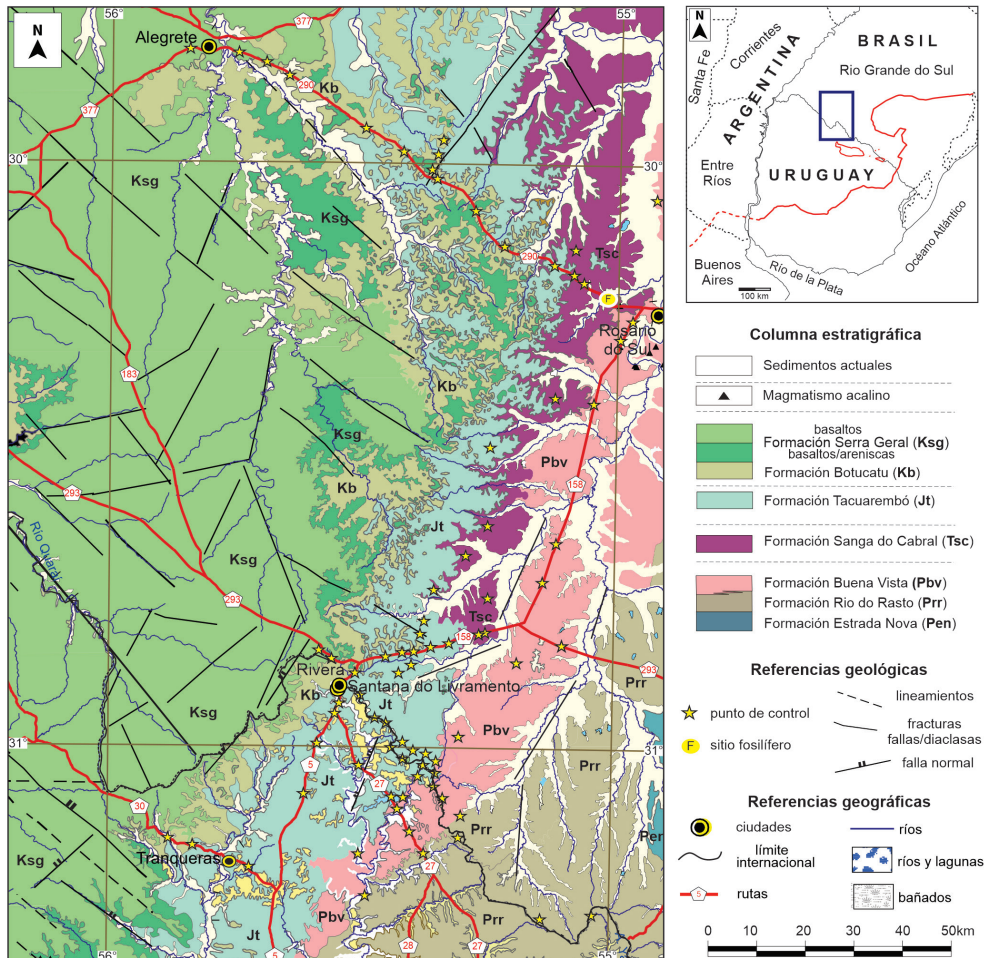 56°
55°
N
377
Alegrete
377
290
Kb
30°
Ksg
Ksg
290
Tsc
F
Rosario
do Sul
183
Kb
Ksg
Kb
Pbv
158
293
Jt
Río Quaraí
Ksg
293
Tsc
158
Rivera
293
Santana do Livramento
Kb
Prr
Ksg
Jt
Pbv
31°
5
Jt
27
Prr
30
Prr
Pen
Tranqueras
Ksg
27
Pbv
Prr
Jt
28
27
5
56°
55°
N
Santa Fe
Corrientes
BRASIL
Rio Grande do Sul
ARGENTINA
Entre
Ríos
URUGUAY
Océano Atlántico
Buenos
Aires
Río de la Plata
100 km
Columna estratigráfica
Sedimentos actuales
Magmatismo acalino
basaltos
Formación Serra Geral (Ksg)
basaltos/areniscas
Formación Botucatu (Kb)
Formación Tacuarembó (Jt)
Formación Sanga do Cabral (Tsc)
Formación Buena Vista (Pbv)
Formación Rio do Rasto (Prr)
Formación Estrada Nova (Pen)
Referencias geológicas
lineamientos
punto de control
fracturas
fallas/diaclasas
F
sitio fosilífero
falla normal
Referencias geográficas
ciudades
ríos
límite
internacional
ríos y lagunas
5
rutas
bañados
0 10 20 30 40 50km